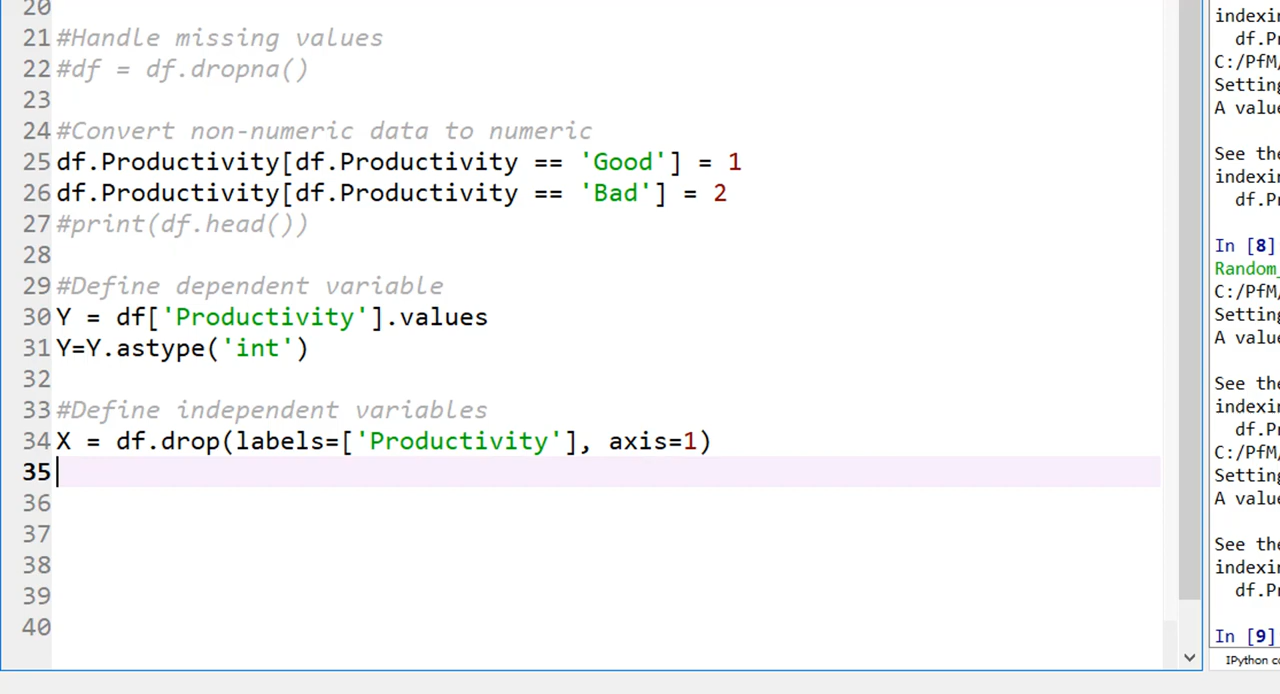 20
21 #Handle missing values
22 #df = df.dropna()
23
24 #Convert non-numeric data to numeric
25 df.Productivity[df.Productivity == 'Good'] = 1
26 df.Productivity[df.Productivity == 'Bad'] = 2
27 #print(df.head())
28
29 #Define dependent variable
30 Y = df['Productivity'].values
31 Y=Y.astype('int')
32
33 #Define independent variables
34 X = df.drop(labels=['Productivity'], axis=1)
35
36
37
38
39
40
indexin
df.Pr
C:/PfM/
Setting
A value
See the
indexin
df.Pr
In [8]
Random_
C:/PfM/
Setting
A value
See the
indexin
df.Pr
C:/PfM/
Setting
A value
See the
indexin
df.Pr
In [9]
IPython co